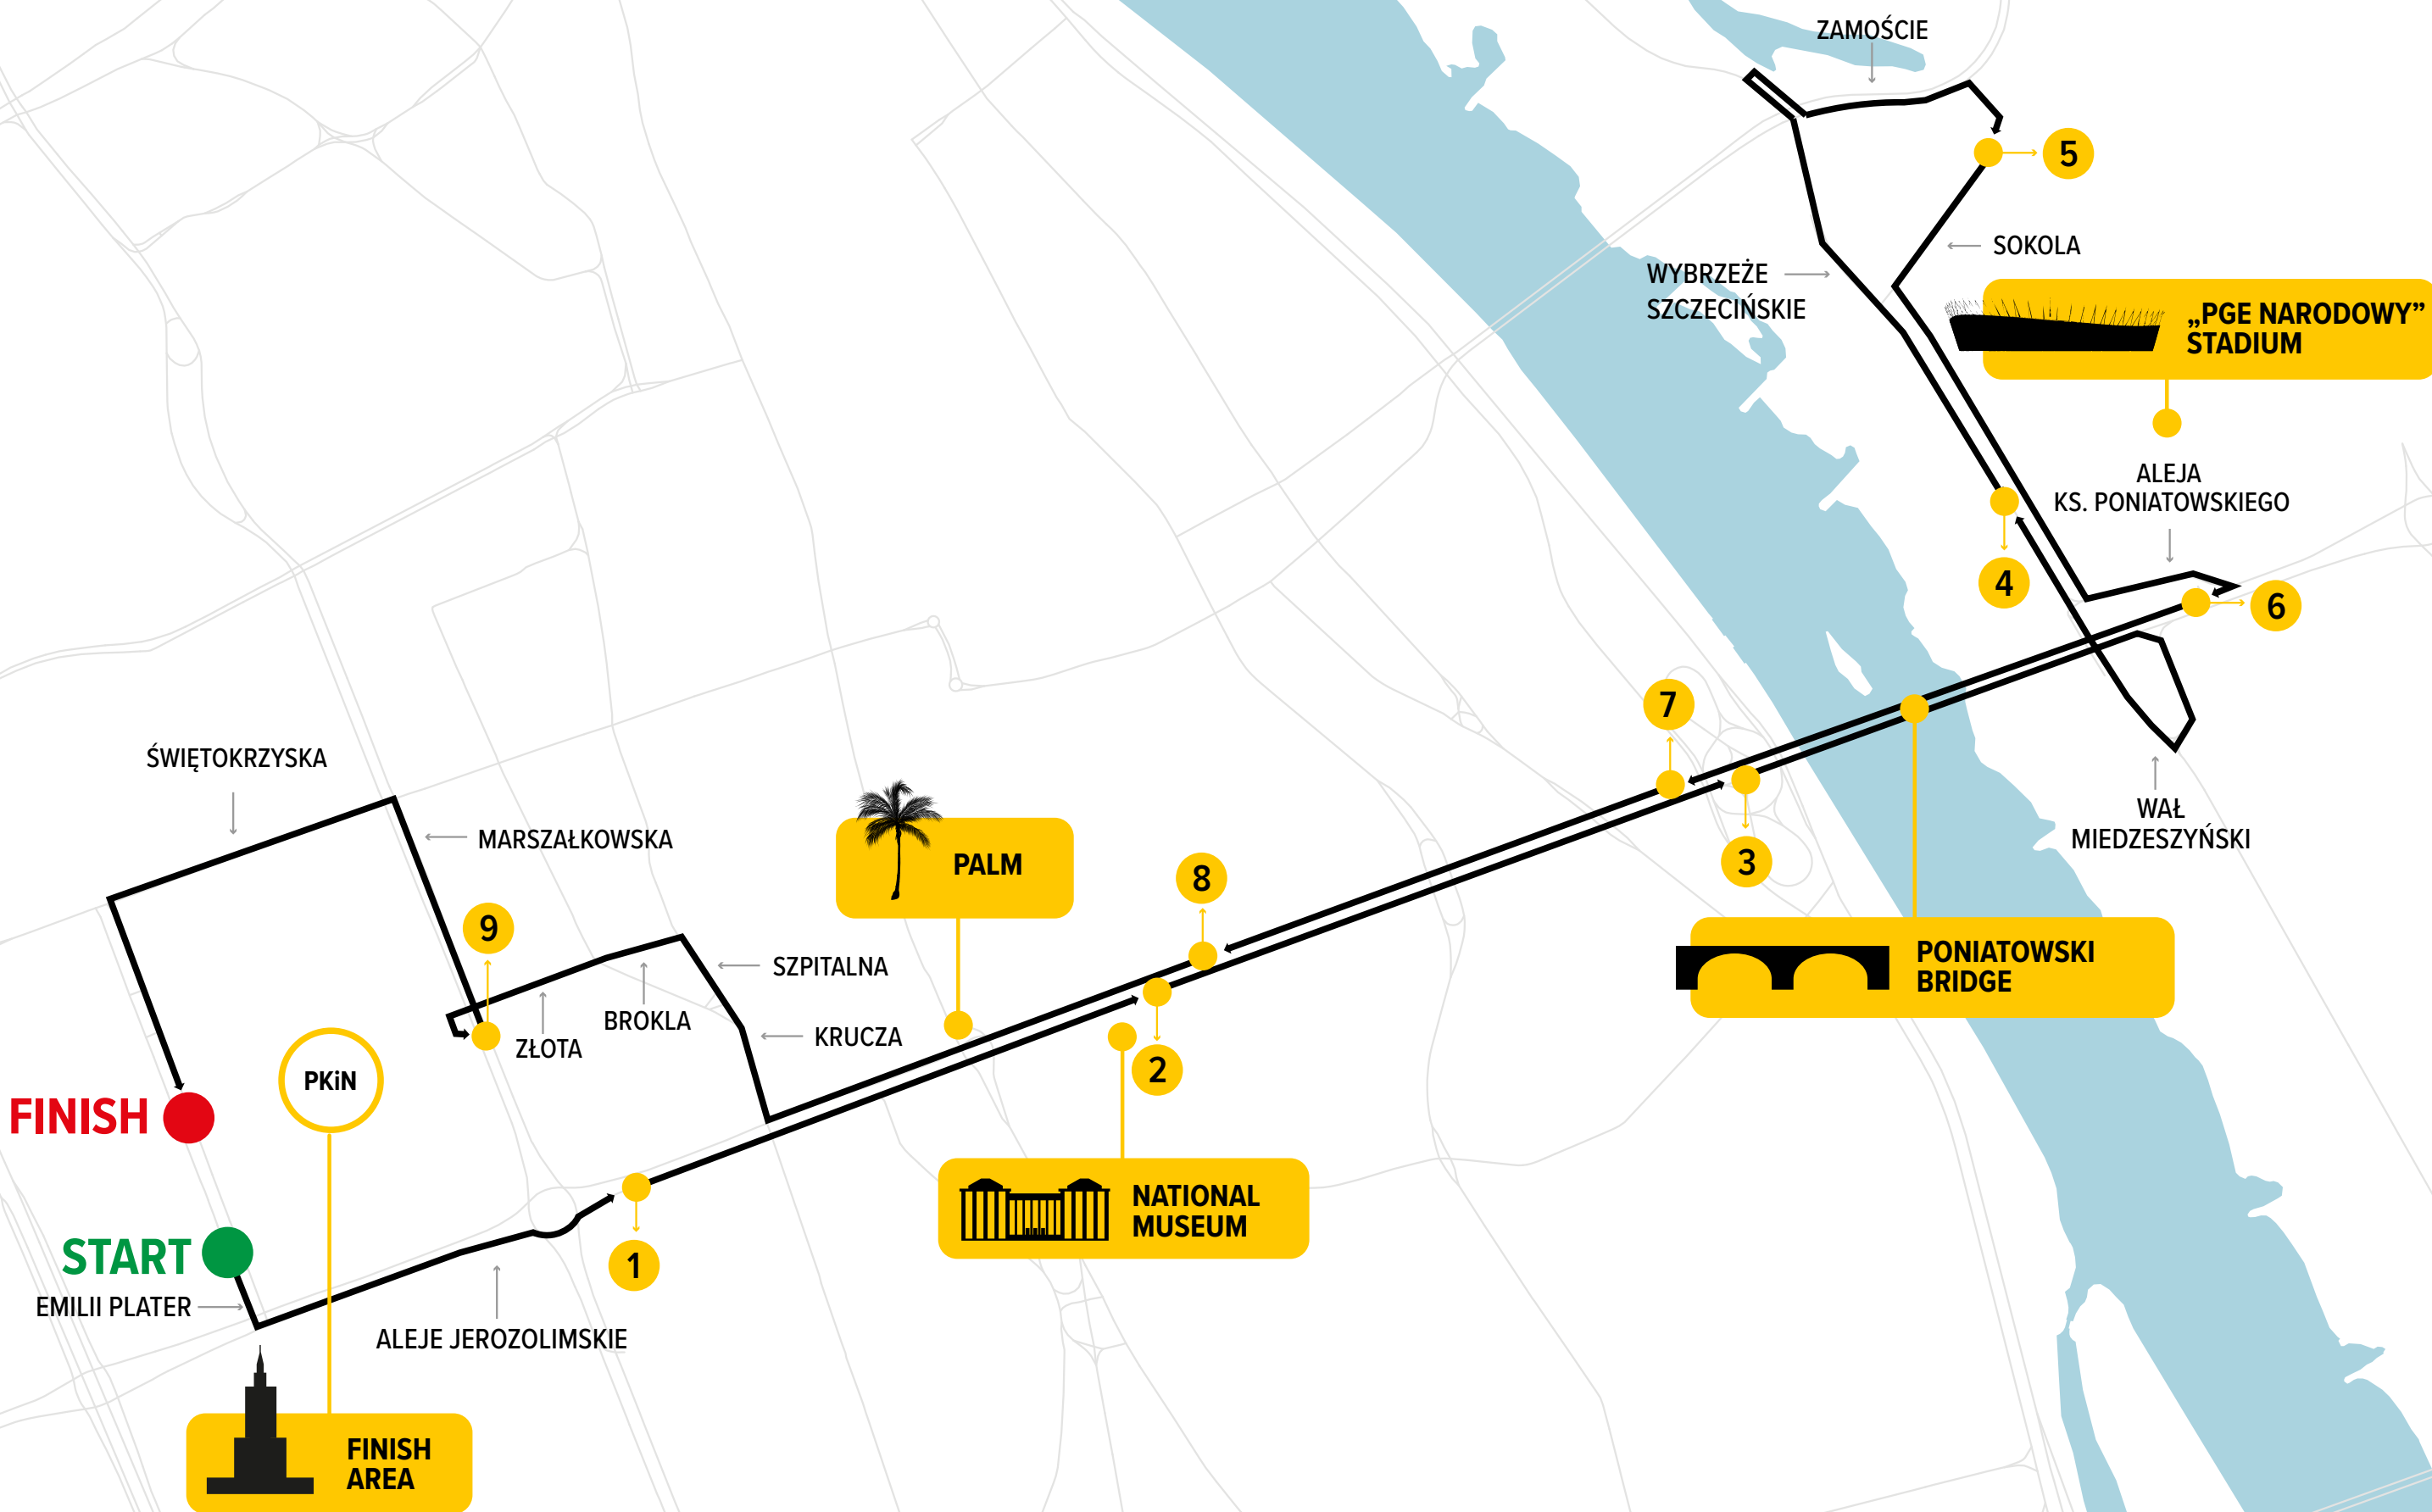 ZAMOŚCIE
5
SOKOLA
WYBRZEŻE
SZCZECIŃSKIE
„PGE NARODOWY”
STADIUM
ALEJA
KS. PONIATOWSKIEGO
4
6
7
ŚWIĘTOKRZYSKA
MARSZAŁKOWSKA
WAŁ
MIEDZESZYŃSKI
PALM
3
8
9
SZPITALNA
PONIATOWSKI
BRIDGE
BROKLA
KRUCZA
ZŁOTA
2
PKiN
FINISH
NATIONAL
MUSEUM
START
1
EMILII PLATER
ALEJE JEROZOLIMSKIE
FINISH
AREA